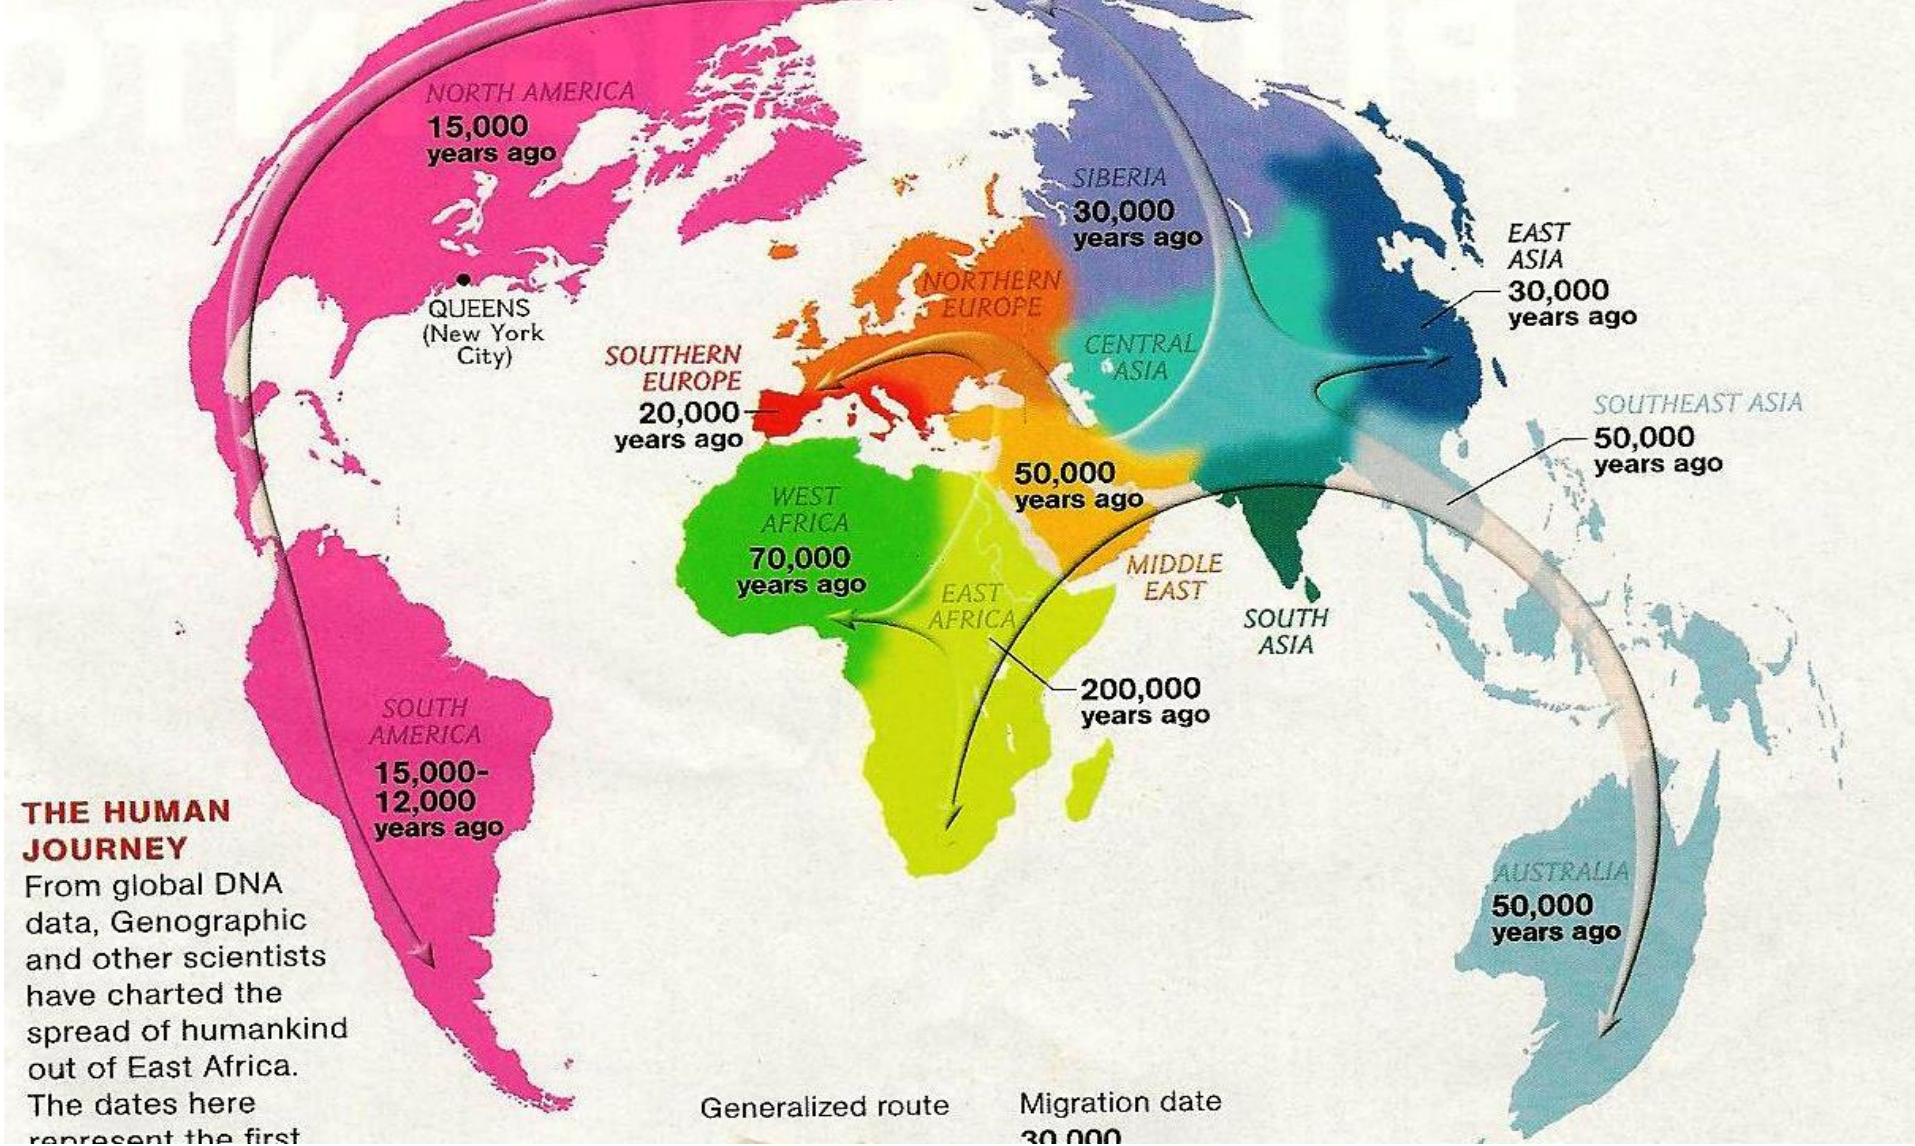 NORTH AMERICA
15,000
years ago
QUEENS
(New York
City)
SIBERIA
30,000
years ago
EAST
ASIA
30,000
years ago
NORTHERN
EUROPE
SOUTHERN
EUROPE
20,000
years ago
CENTRAL
ASIA
SOUTHEAST ASIA
50,000
years ago
50,000
years ago
MIDDLE
EAST
WEST
AFRICA
70,000
years ago
EAST
AFRICA
200,000
years ago
SOUTH
ASIA
SOUTH
AMERICA
15,000-
12,000
years ago
AUSTRALIA
50,000
years ago
THE HUMAN
JOURNEY
From global DNA
data, Genographic
and other scientists
have charted the
spread of humankind
out of East Africa.
The dates here
represent the first
Generalized route
Migration date
30,000